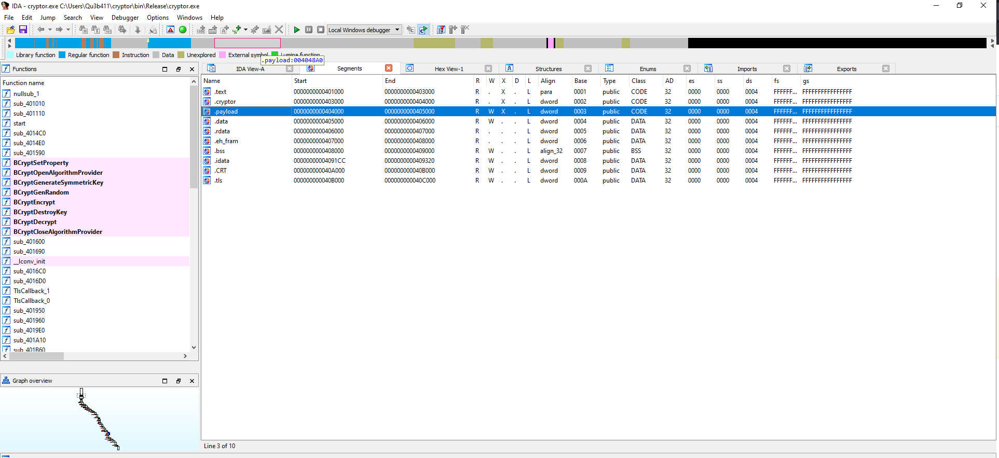 IDA - cryptor.exe C:\Users\Qu3b411\cryptor\bin\Release\cryptor.exe
File Edit Jump Search View Debugger Options Windows Help
Local Windows debugger
Library function Regular function Instruction Data Unexplored External symbol Lumina function
.payload:004048A0
Functions
IDA View-A Segments Hex View-1 Structures Enums Imports Exports
Function name
nullsub_1
sub_401010
sub_401110
start
sub_4014C0
sub_4014E0
sub_401590
BCryptSetProperty
BCryptOpenAlgorithmProvider
BCryptGenerateSymmetricKey
BCryptGenRandom
BCryptEncrypt
BCryptDestroyKey
BCryptDecrypt
BCryptCloseAlgorithmProvider
sub_401600
sub_401690
__lconv_init
sub_4016C0
sub_4016D0
TlsCallback_1
TlsCallback_0
sub_401950
sub_401960
sub_4019E0
sub_401A10
sub_401B60
Name Start End R W X D L Align Base Type Class AD es ss ds fs gs
.text 0000000000401000 0000000000403000 R . X . L para 0001 public CODE 32 0000 0000 0004 FFFFFF... FFFFFFFFFFFFFFFF
.cryptor 0000000000403000 0000000000404000 R . X . L dword 0002 public CODE 32 0000 0000 0004 FFFFFF... FFFFFFFFFFFFFFFF
.payload 0000000000404000 0000000000405000 R W X . L dword 0003 public CODE 32 0000 0000 0004 FFFFFF... FFFFFFFFFFFFFFFF
.data 0000000000405000 0000000000406000 R W . . L dword 0004 public DATA 32 0000 0000 0004 FFFFFF... FFFFFFFFFFFFFFFF
.rdata 0000000000406000 0000000000407000 R . . . L dword 0005 public DATA 32 0000 0000 0004 FFFFFF... FFFFFFFFFFFFFFFF
.eh_fram 0000000000407000 0000000000408000 R . . . L dword 0006 public DATA 32 0000 0000 0004 FFFFFF... FFFFFFFFFFFFFFFF
.bss 0000000000408000 0000000000409000 R W . . L align_32 0007 public BSS 32 0000 0000 0004 FFFFFF... FFFFFFFFFFFFFFFF
.idata 00000000004091CC 0000000000409320 R W . . L dword 0008 public DATA 32 0000 0000 0004 FFFFFF... FFFFFFFFFFFFFFFF
.CRT 000000000040A000 000000000040B000 R W . . L dword 0009 public DATA 32 0000 0000 0004 FFFFFF... FFFFFFFFFFFFFFFF
.tls 000000000040B000 000000000040C000 R W . . L dword 000A public DATA 32 0000 0000 0004 FFFFFF... FFFFFFFFFFFFFFFF
Graph overview
Line 3 of 10